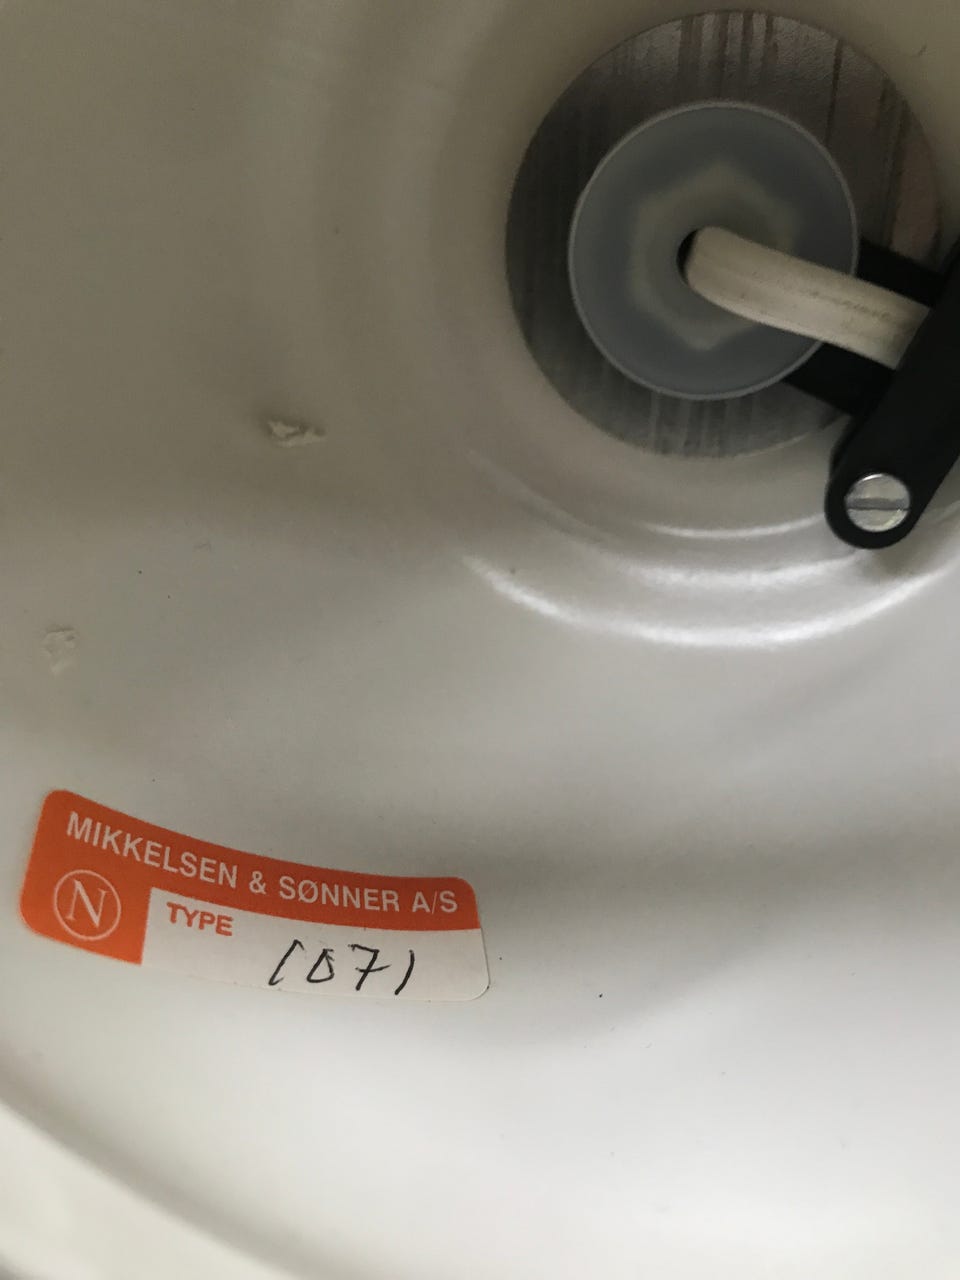 MIKKELSEN & SØNNER A/S
N
TYPE
1071